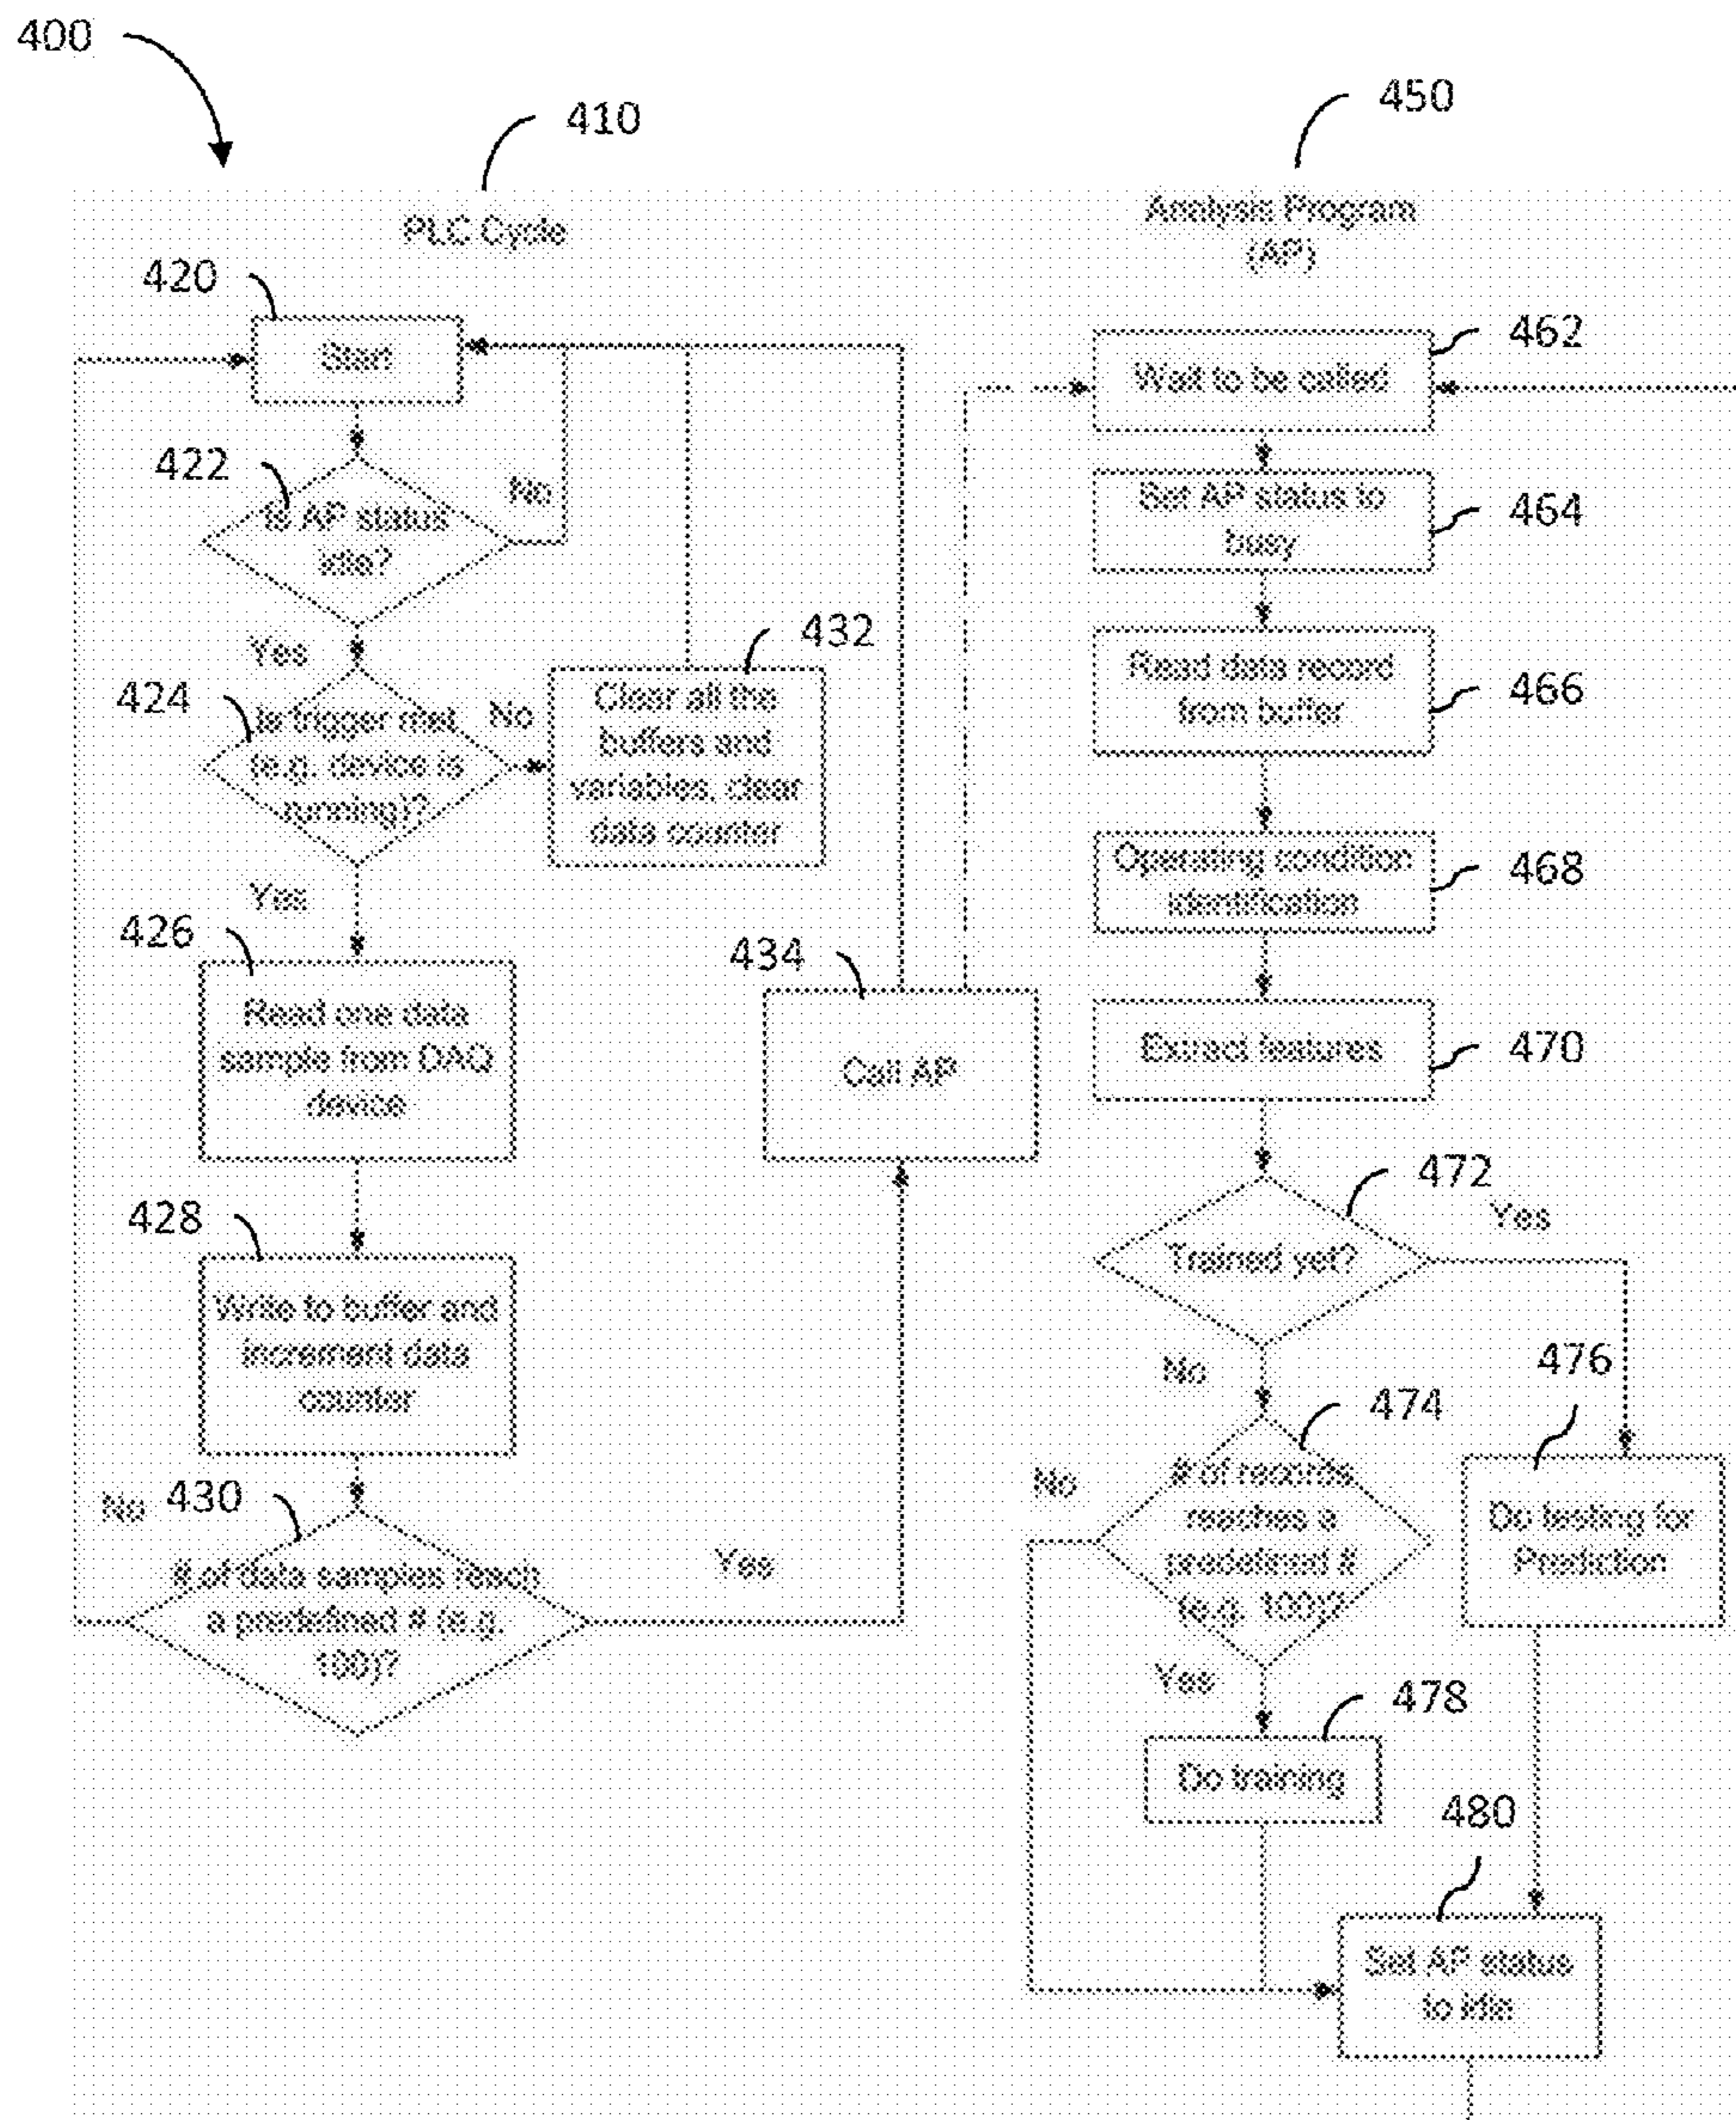 400
410
450
PLC Cycle
Analysis Program
(AP)
420
Start
422
Is AP status
idle?
No
Yes
424
Is trigger met
(e.g. device is
running)?
No
432
Clear all the
buffers and
variables, clear
data counter
Yes
426
Read one data
sample from DAQ
device
434
Call AP
428
Write to buffer and
increment data
counter
No
430
# of data samples reach
a predefined # (e.g.
100)?
Yes
462
Wait to be called
464
Set AP status to
busy
466
Read data record
from buffer
468
Operating condition
identification
470
Extract features
472
Trained yet?
Yes
No
474
# of records
reaches a
predefined #
(e.g. 100)?
No
476
Do testing for
Prediction
Yes
478
Do training
480
Set AP status
to idle